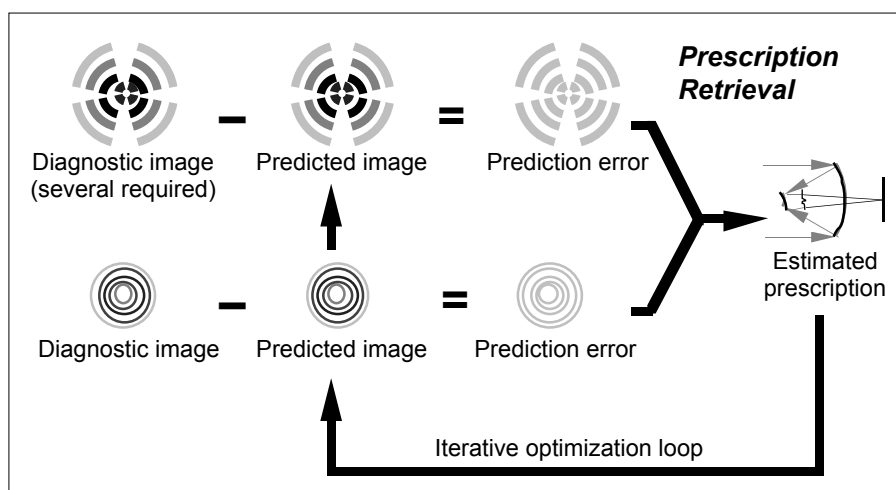 Prescription
Retrieval
Diagnostic image
(several required)
Predicted image
Prediction error
Estimated
prescription
Diagnostic image
Predicted image
Prediction error
Iterative optimization loop